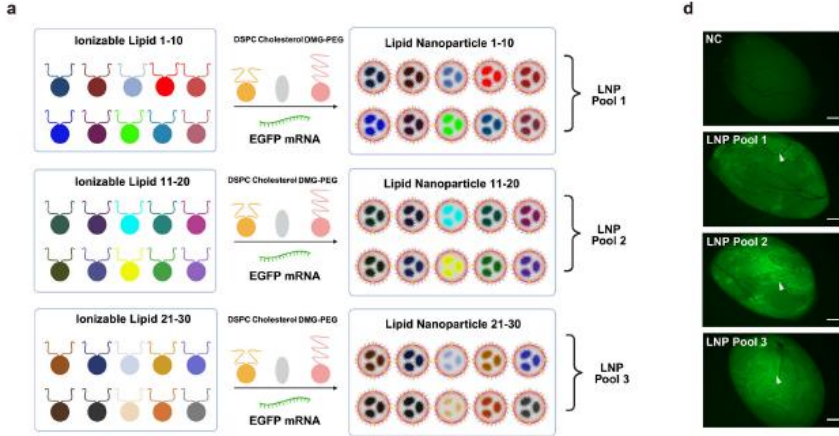 a
Ionizable Lipid 1-10
DSPC Cholesterol DMG-PEG
EGFP mRNA
Lipid Nanoparticle 1-10
LNP
Pool 1
Ionizable Lipid 11-20
DSPC Cholesterol DMG-PEG
EGFP mRNA
Lipid Nanoparticle 11-20
LNP
Pool 2
Ionizable Lipid 21-30
DSPC Cholesterol DMG-PEG
EGFP mRNA
Lipid Nanoparticle 21-30
LNP
Pool 3
d
NC
LNP Pool 1
LNP Pool 2
LNP Pool 3